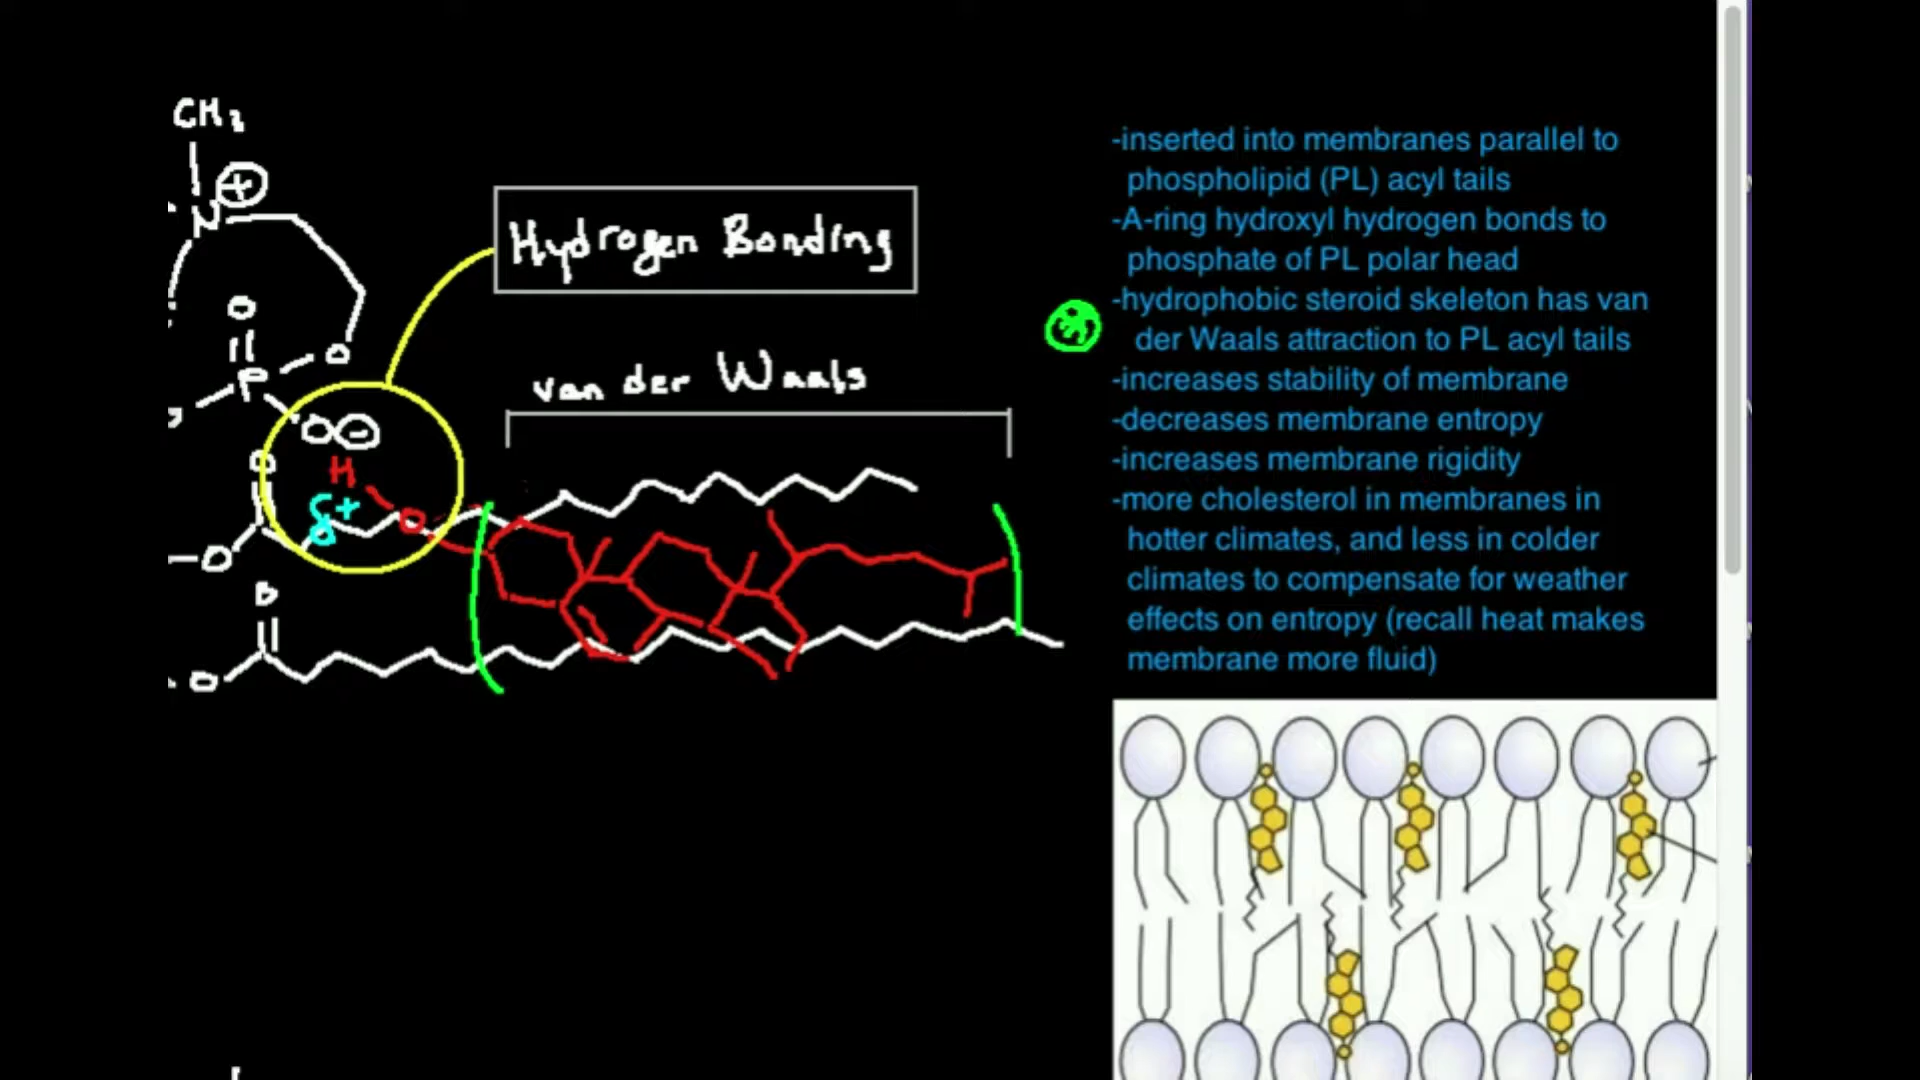 CH3
N+
O
O
P
OO-
O
H
δ+
O
O
O
O
Hydrogen Bonding
van der Waals
-inserted into membranes parallel to
phospholipid (PL) acyl tails
-A-ring hydroxyl hydrogen bonds to
phosphate of PL polar head
-hydrophobic steroid skeleton has van
der Waals attraction to PL acyl tails
-increases stability of membrane
-decreases membrane entropy
-increases membrane rigidity
-more cholesterol in membranes in
hotter climates, and less in colder
climates to compensate for weather
effects on entropy (recall heat makes
membrane more fluid)